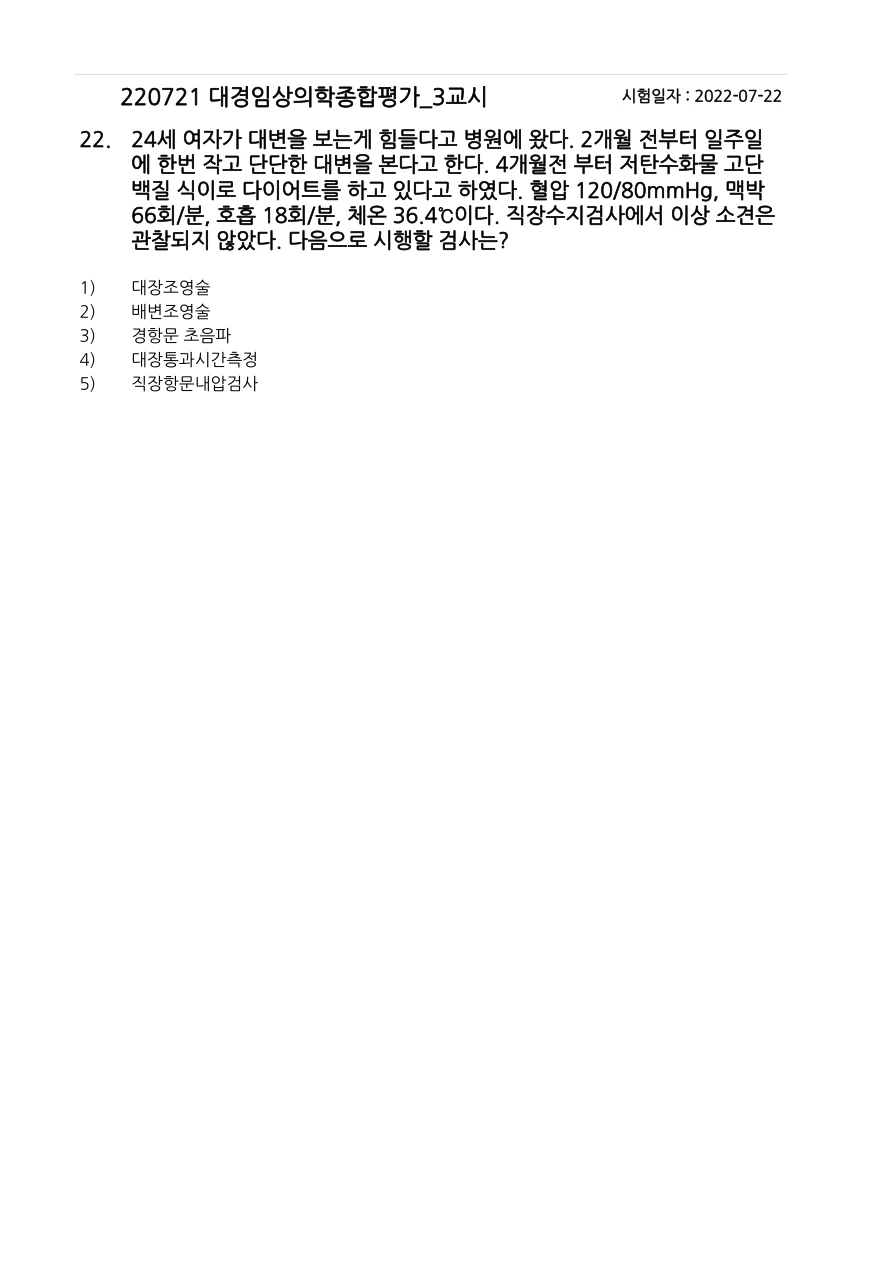 220721 대경임상의학종합평가_3교시 시험일자 : 2022-07-22
22. 24세 여자가 대변을 보는게 힘들다고 병원에 왔다. 2개월 전부터 일주일
에 한번 작고 단단한 대변을 본다고 한다. 4개월전 부터 저탄수화물 고단
백질 식이로 다이어트를 하고 있다고 하였다. 혈압 120/80mmHg, 맥박
66회/분, 호흡 18회/분, 체온 36.4℃이다. 직장수지검사에서 이상 소견은
관찰되지 않았다. 다음으로 시행할 검사는?
1) 대장조영술
2) 배변조영술
3) 경항문 초음파
4) 대장통과시간측정
5) 직장항문내압검사